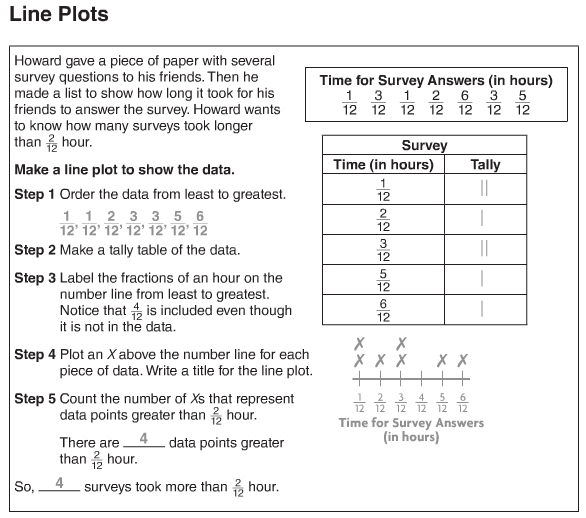 Line Plots
Howard gave a piece of paper with several
survey questions to his friends. Then he
made a list to show how long it took for his
friends to answer the survey. Howard wants
to know how many surveys took longer
than 2/12 hour.
Make a line plot to show the data.
Step 1 Order the data from least to greatest.
1/12, 1/12, 2/12, 3/12, 3/12, 5/12, 6/12
Step 2 Make a tally table of the data.
Step 3 Label the fractions of an hour on the
number line from least to greatest.
Notice that 4/12 is included even though
it is not in the data.
Step 4 Plot an X above the number line for each
piece of data. Write a title for the line plot.
Step 5 Count the number of Xs that represent
data points greater than 2/12 hour.
There are 4 data points greater
than 2/12 hour.
So, 4 surveys took more than 2/12 hour.
Time for Survey Answers (in hours)
1/12 3/12 1/12 2/12 6/12 3/12 5/12
Survey
Time (in hours) Tally
1/12 ||
2/12 |
3/12 ||
5/12 |
6/12 |
X X
X X X X X
1/12 2/12 3/12 4/12 5/12 6/12
Time for Survey Answers
(in hours)